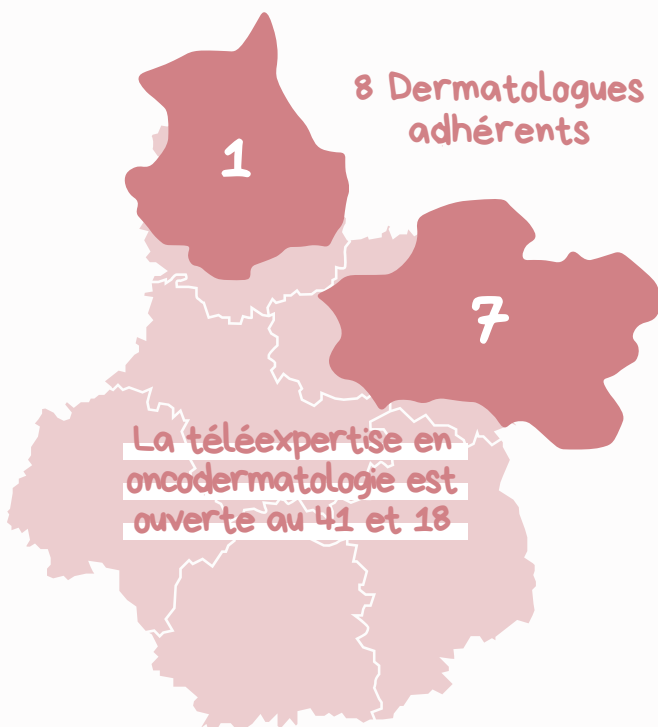 8 Dermatologues
adhérents
1
7
La téléexpertise en
oncodermatologie est
ouverte au 41 et 18